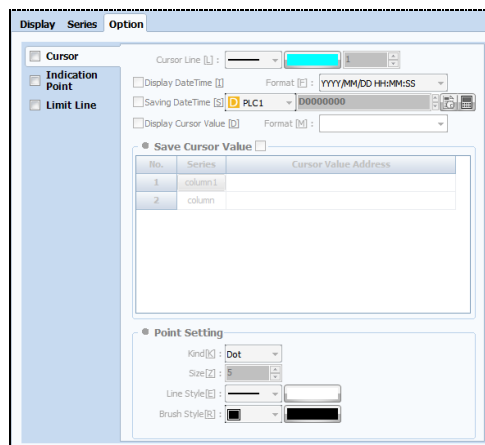 Display Series Option
Cursor
Indication Point
Limit Line
Cursor Line [L] : 1
Display DateTime [I] Format [F] : YYYY/MM/DD HH:MM:SS
Saving DateTime [S] D PLC1 D0000000
Display Cursor Value [D] Format [M] :
Save Cursor Value
No. Series Cursor Value Address
1 column1
2 column
Point Setting
Kind[K] : Dot
Size[Z] : 5
Line Style[E] :
Brush Style[R] :